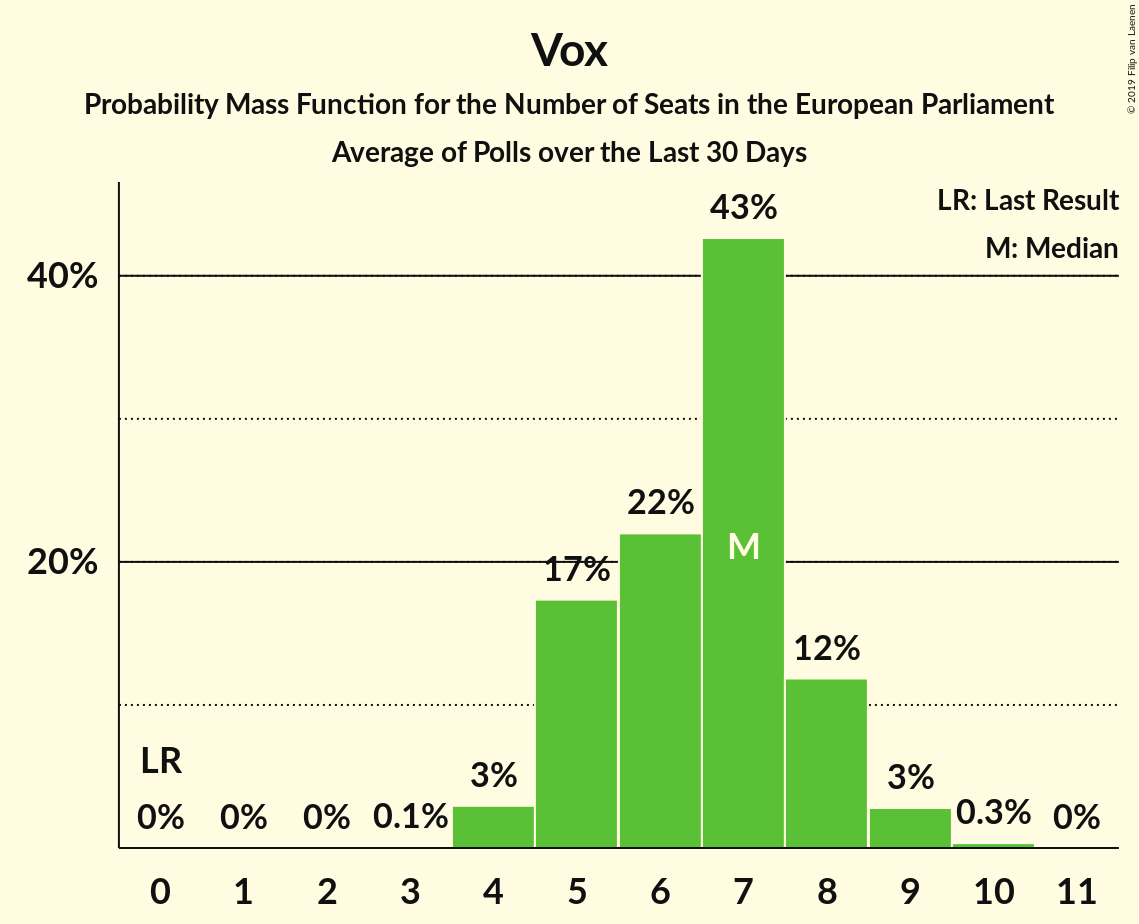 Vox
Probability Mass Function for the Number of Seats in the European Parliament
Average of Polls over the Last 30 Days
© 2019 Filip van Laenen
LR: Last Result
M: Median
43%
40%
22%
M
20%
17%
12%
LR
3%
3%
0%
0%
0%
0.1%
0.3%
0%
0 1 2 3 4 5 6 7 8 9 10 11